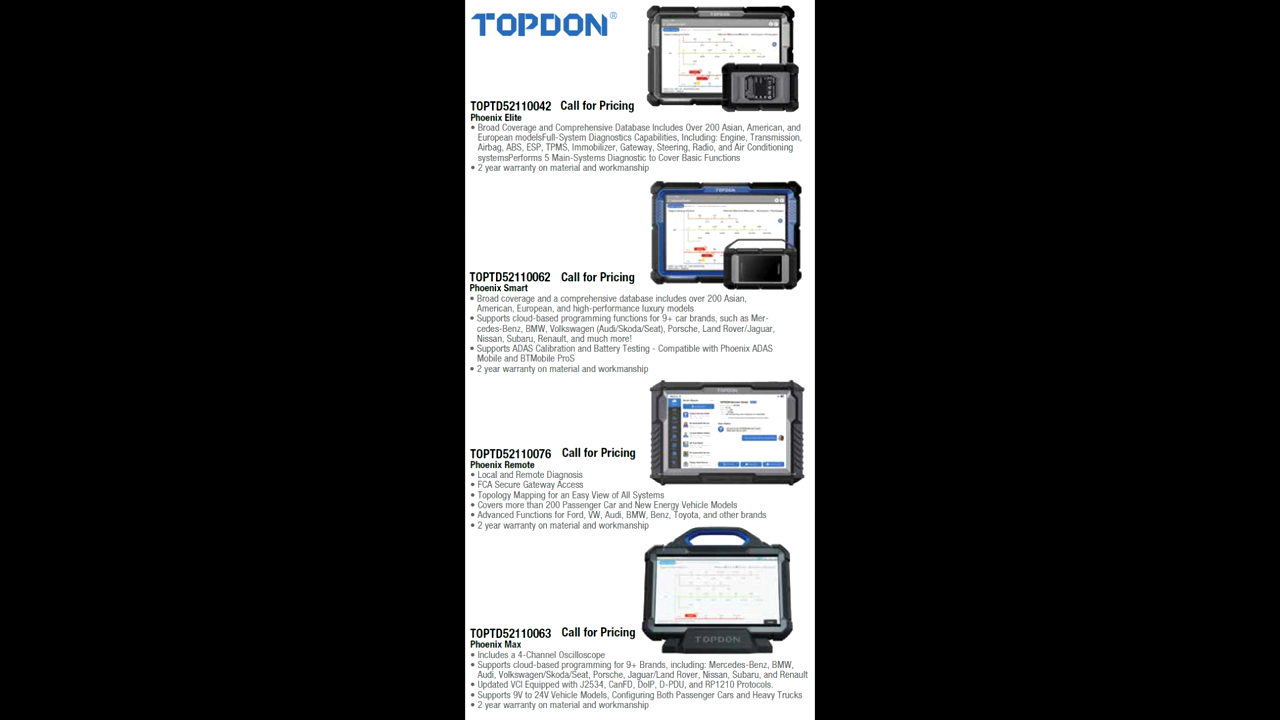 TOPDON®
TOPTD52110042 Call for Pricing
Phoenix Elite
• Broad Coverage and Comprehensive Database Includes Over 200 Asian, American, and
European modelsFull-System Diagnostics Capabilities, Including: Engine, Transmission,
Airbag, ABS, ESP, TPMS, Immobilizer, Gateway, Steering, Radio, and Air Conditioning
systemsPerforms 5 Main-Systems Diagnostic to Cover Basic Functions
• 2 year warranty on material and workmanship
TOPDON
TOPTD52110062 Call for Pricing
Phoenix Smart
• Broad coverage and a comprehensive database includes over 200 Asian,
American, European, and high-performance luxury models
• Supports cloud-based programming functions for 9+ car brands, such as Mer-
cedes-Benz, BMW, Volkswagen (Audi/Skoda/Seat), Porsche, Land Rover/Jaguar,
Nissan, Subaru, Renault, and much more!
• Supports ADAS Calibration and Battery Testing - Compatible with Phoenix ADAS
Mobile and BTMobile ProS
• 2 year warranty on material and workmanship
TOPDON
TOPTD52110076 Call for Pricing
Phoenix Remote
• Local and Remote Diagnosis
• FCA Secure Gateway Access
• Topology Mapping for an Easy View of All Systems
• Covers more than 200 Passenger Car and New Energy Vehicle Models
• Advanced Functions for Ford, VW, Audi, BMW, Benz, Toyota, and other brands
• 2 year warranty on material and workmanship
TOPDON
TOPTD52110063 Call for Pricing
Phoenix Max
• Includes a 4-Channel Oscilloscope
• Supports cloud-based programming for 9+ Brands, including: Mercedes-Benz, BMW,
Audi, Volkswagen/Skoda/Seat, Porsche, Jaguar/Land Rover, Nissan, Subaru, and Renault
• Updated VCI Equipped with J2534, CanFD, DoIP, D-PDU, and RP1210 Protocols.
• Supports 9V to 24V Vehicle Models, Configuring Both Passenger Cars and Heavy Trucks
• 2 year warranty on material and workmanship